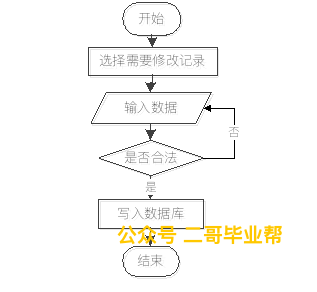 开始
选择需要修改记录
输入数据
否
是否合法
是
写入数据库
公众号 二哥毕业帮
结束